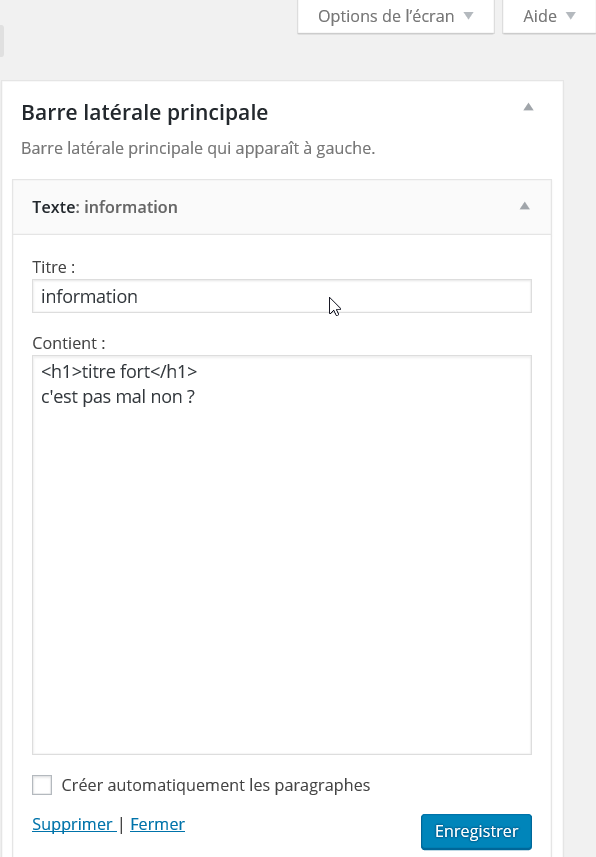 Options de l'écran
Aide
Barre latérale principale
Barre latérale principale qui apparaît à gauche.
Texte: information
Titre :
information
Contient :
<h1>titre fort</h1>
c'est pas mal non ?
Créer automatiquement les paragraphes
Supprimer | Fermer
Enregistrer